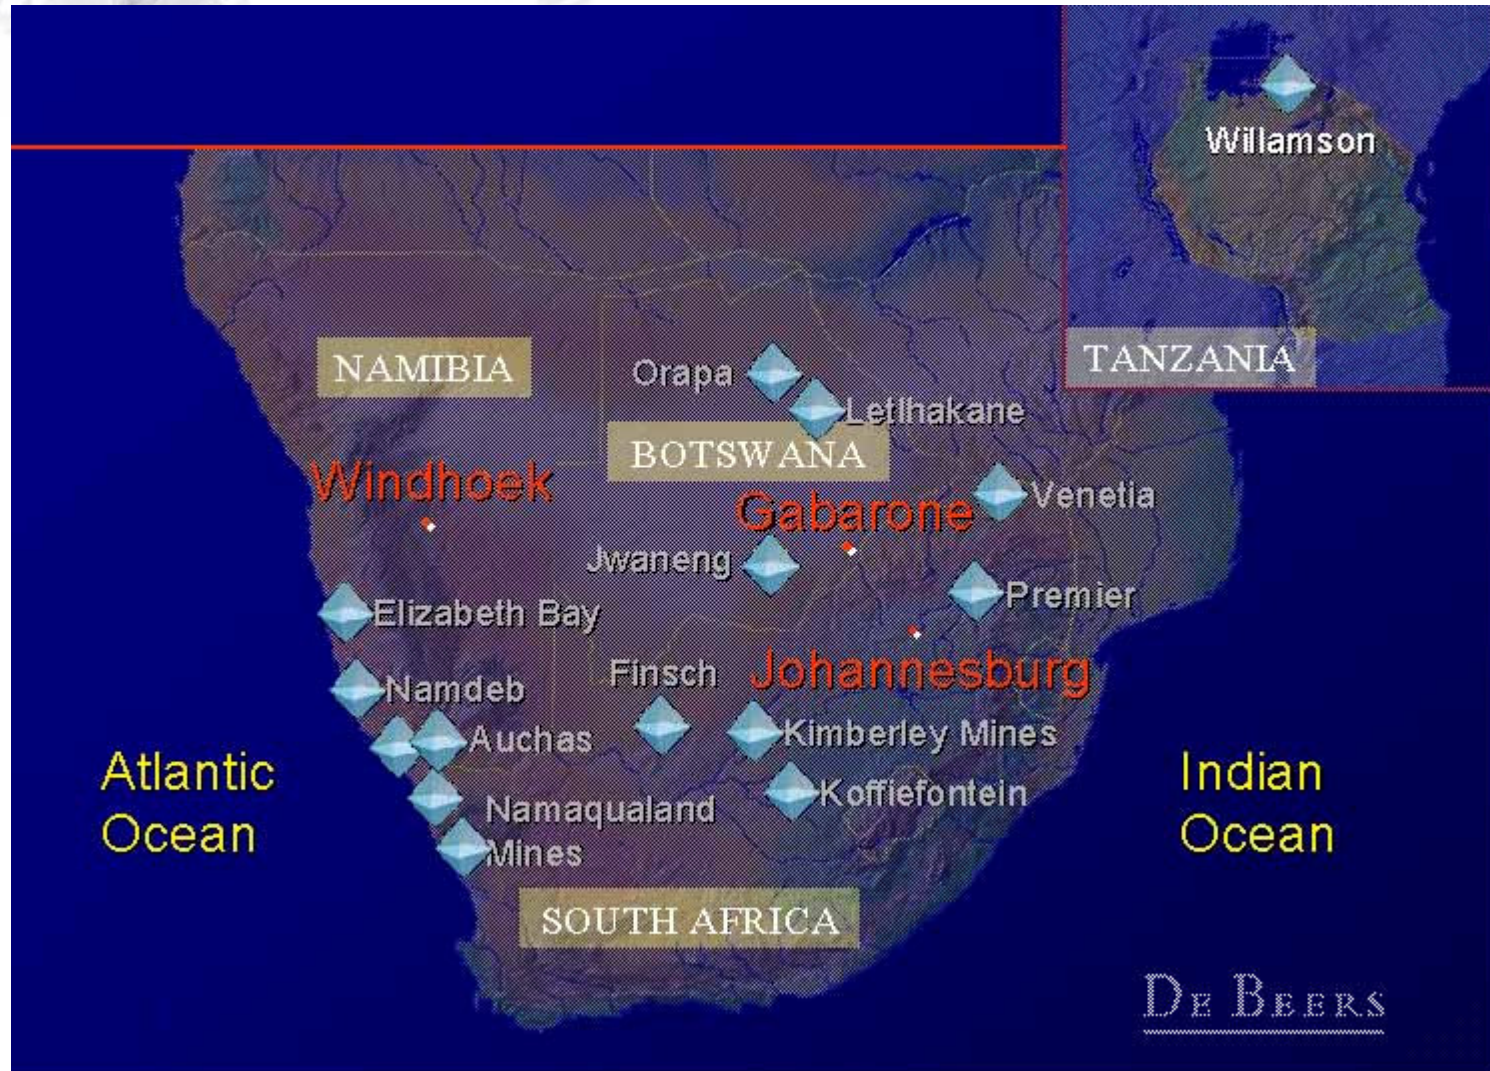 Willamson
TANZANIA
NAMIBIA
Orapa
Letlhakane
BOTSWANA
Windhoek
Gabarone
Venetia
Jwaneng
Premier
Elizabeth Bay
Johannesburg
Finsch
Namdeb
Auchas
Kimberley Mines
Atlantic
Ocean
Indian
Ocean
Koffiefontein
Namaqualand
Mines
SOUTH AFRICA
DE BEERS